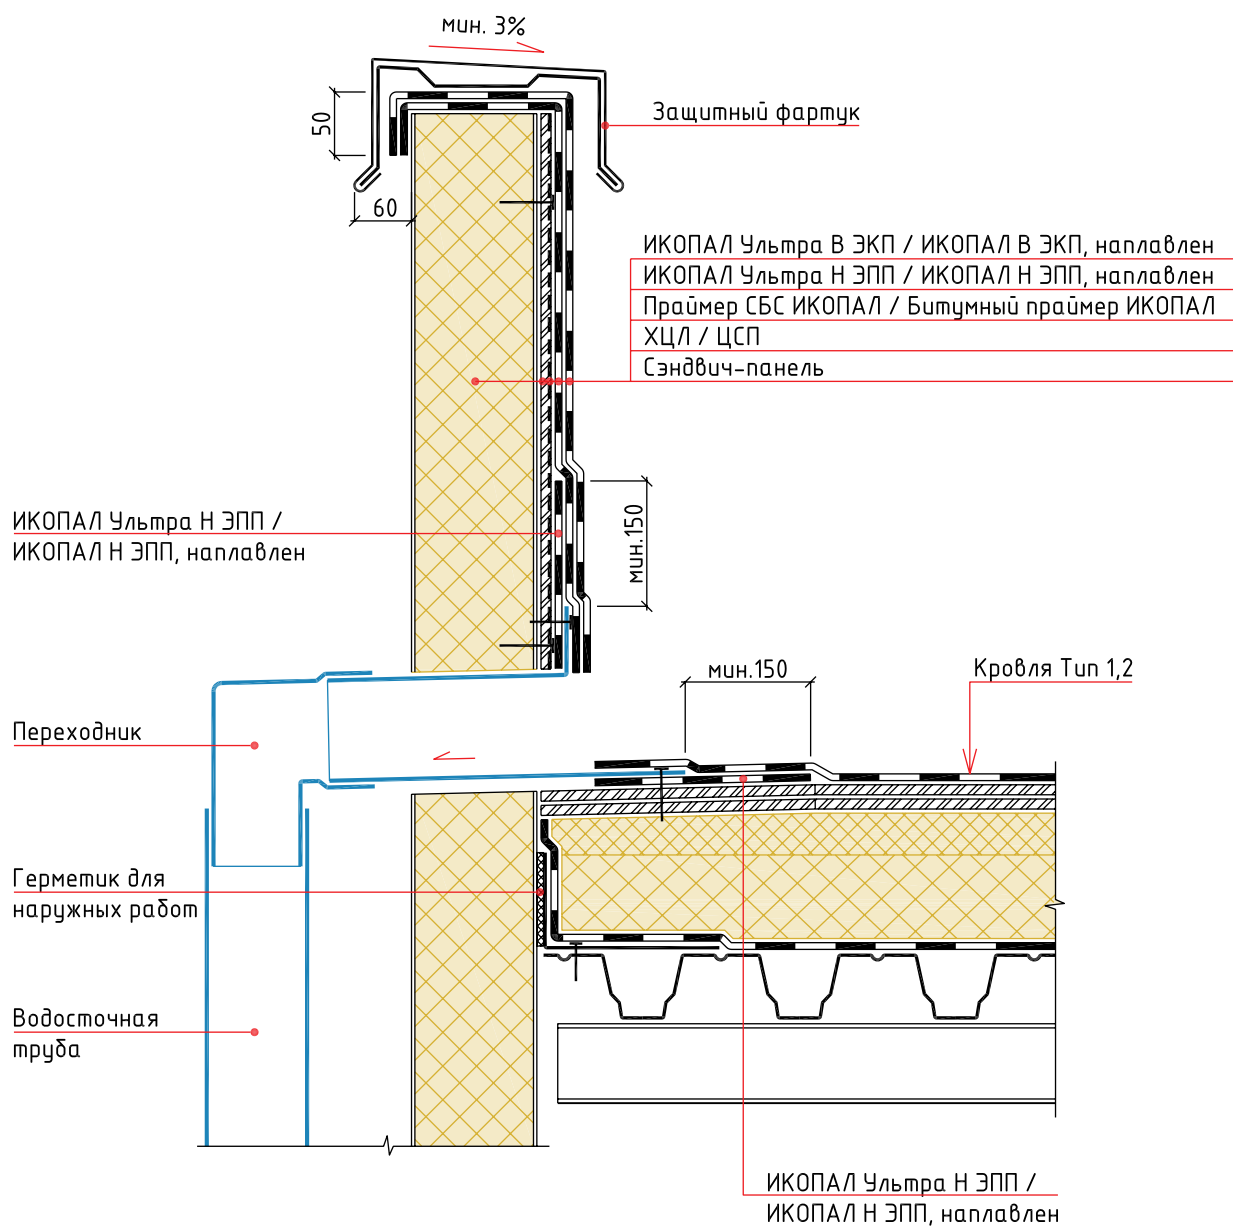 мин. 3%
Защитный фартук
50
60
ИКОПАЛ Ультра В ЭКП / ИКОПАЛ В ЭКП, наплавлен
ИКОПАЛ Ультра Н ЭПП / ИКОПАЛ Н ЭПП, наплавлен
Праймер СБС ИКОПАЛ / Битумный праймер ИКОПАЛ
ХЦЛ / ЦСП
Сэндвич-панель
ИКОПАЛ Ультра Н ЭПП /
ИКОПАЛ Н ЭПП, наплавлен
мин.150
мин.150
Кровля Тип 1,2
Переходник
Герметик для
наружных работ
Водосточная
труба
ИКОПАЛ Ультра Н ЭПП /
ИКОПАЛ Н ЭПП, наплавлен